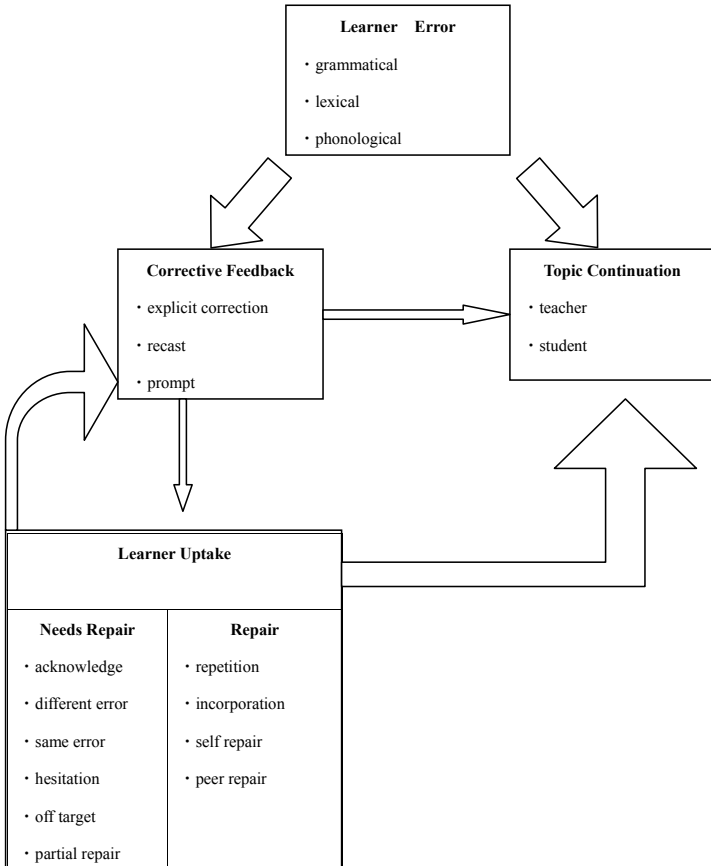 Learner Error
・grammatical
・lexical
・phonological
Corrective Feedback
・explicit correction
・recast
・prompt
Topic Continuation
・teacher
・student
Learner Uptake
Needs Repair
・acknowledge
・different error
・same error
・hesitation
・off target
・partial repair
Repair
・repetition
・incorporation
・self repair
・peer repair